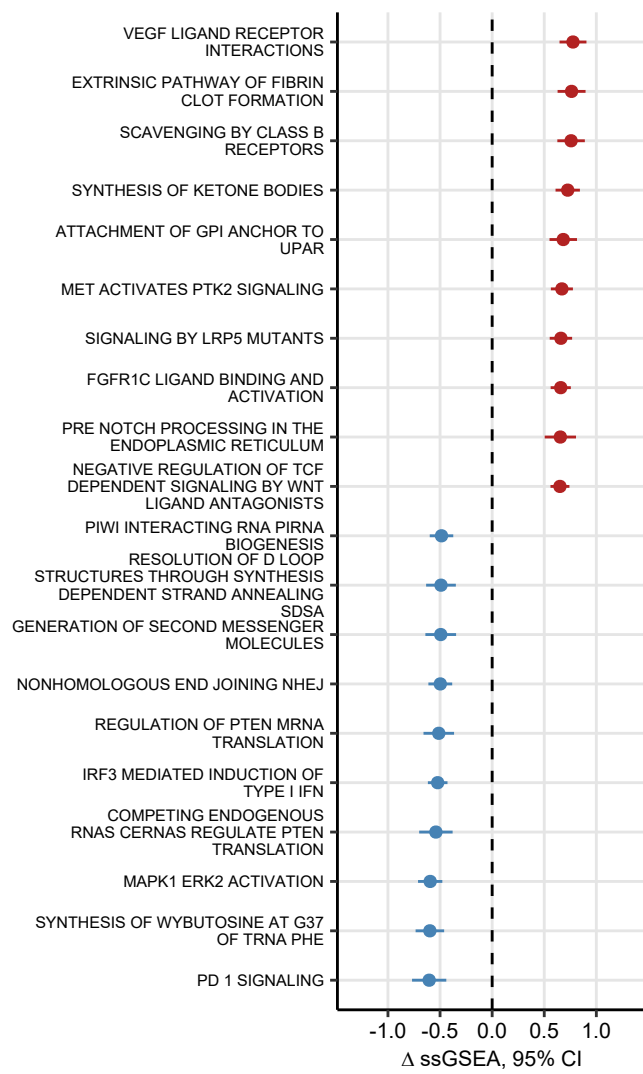 VEGF LIGAND RECEPTOR
INTERACTIONS
EXTRINSIC PATHWAY OF FIBRIN
CLOT FORMATION
SCAVENGING BY CLASS B
RECEPTORS
SYNTHESIS OF KETONE BODIES
ATTACHMENT OF GPI ANCHOR TO
UPAR
MET ACTIVATES PTK2 SIGNALING
SIGNALING BY LRP5 MUTANTS
FGFR1C LIGAND BINDING AND
ACTIVATION
PRE NOTCH PROCESSING IN THE
ENDOPLASMIC RETICULUM
NEGATIVE REGULATION OF TCF
DEPENDENT SIGNALING BY WNT
LIGAND ANTAGONISTS
PIWI INTERACTING RNA PIRNA
BIOGENESIS
RESOLUTION OF D LOOP
STRUCTURES THROUGH SYNTHESIS
DEPENDENT STRAND ANNEALING
SDSA
GENERATION OF SECOND MESSENGER
MOLECULES
NONHOMOLOGOUS END JOINING NHEJ
REGULATION OF PTEN MRNA
TRANSLATION
IRF3 MEDIATED INDUCTION OF
TYPE I IFN
COMPETING ENDOGENOUS
RNAS CERNAS REGULATE PTEN
TRANSLATION
MAPK1 ERK2 ACTIVATION
SYNTHESIS OF WYBUTOSINE AT G37
OF TRNA PHE
PD 1 SIGNALING
-1.0 -0.5 0.0 0.5 1.0
Δ ssGSEA, 95% CI